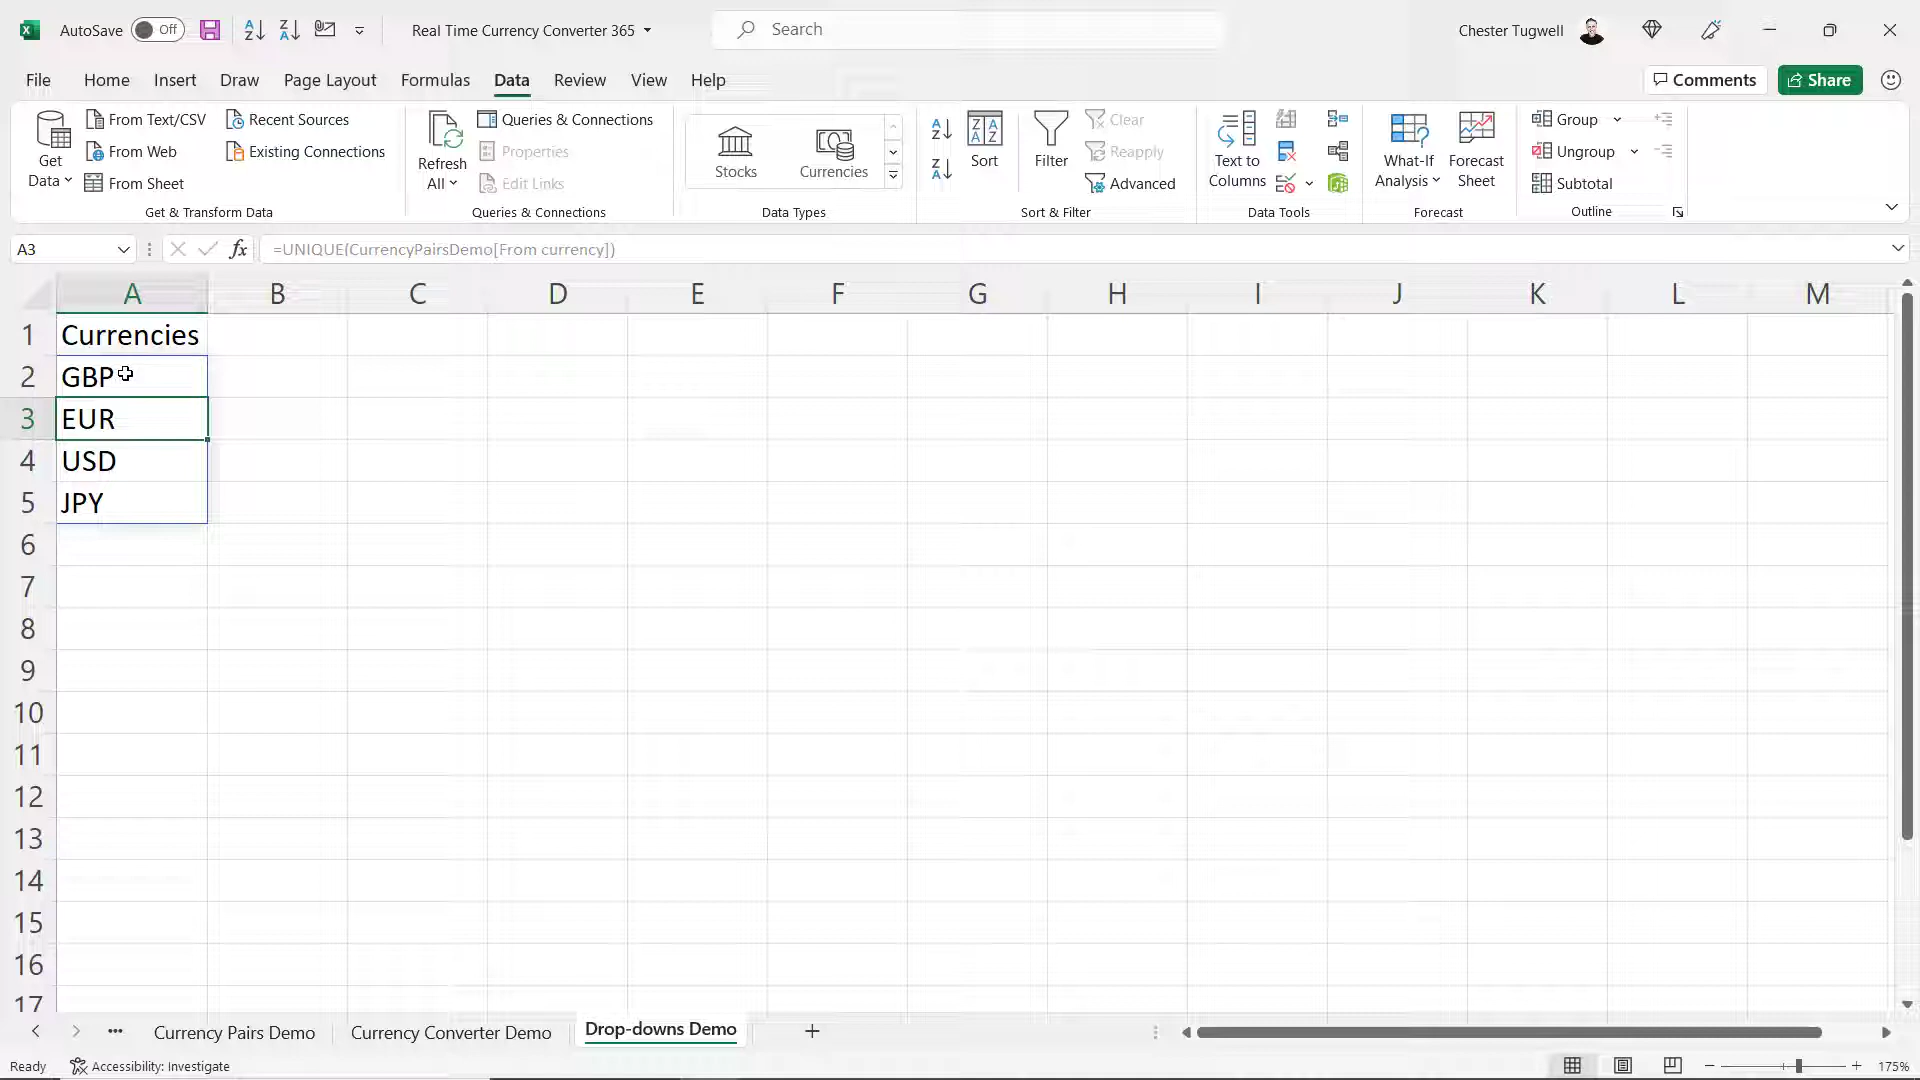 AutoSave Off
Real Time Currency Converter 365
Search
Chester Tugwell
File Home Insert Draw Page Layout Formulas Data Review View Help
Comments Share
Get Data
From Text/CSV
From Web
From Sheet
Recent Sources
Existing Connections
Get & Transform Data
Refresh All
Queries & Connections
Properties
Edit Links
Queries & Connections
Stocks
Currencies
Data Types
Sort
Filter
Clear
Reapply
Advanced
Sort & Filter
Text to Columns
Data Tools
What-If Analysis
Forecast Sheet
Forecast
Group
Ungroup
Subtotal
Outline
A3
fx
=UNIQUE(CurrencyPairsDemo[From currency])
A B C D E F G H I J K L M
1 Currencies
2 GBP
3 EUR
4 USD
5 JPY
6
7
8
9
10
11
12
13
14
15
16
17
Currency Pairs Demo
Currency Converter Demo
Drop-downs Demo
Ready
Accessibility: Investigate
175%